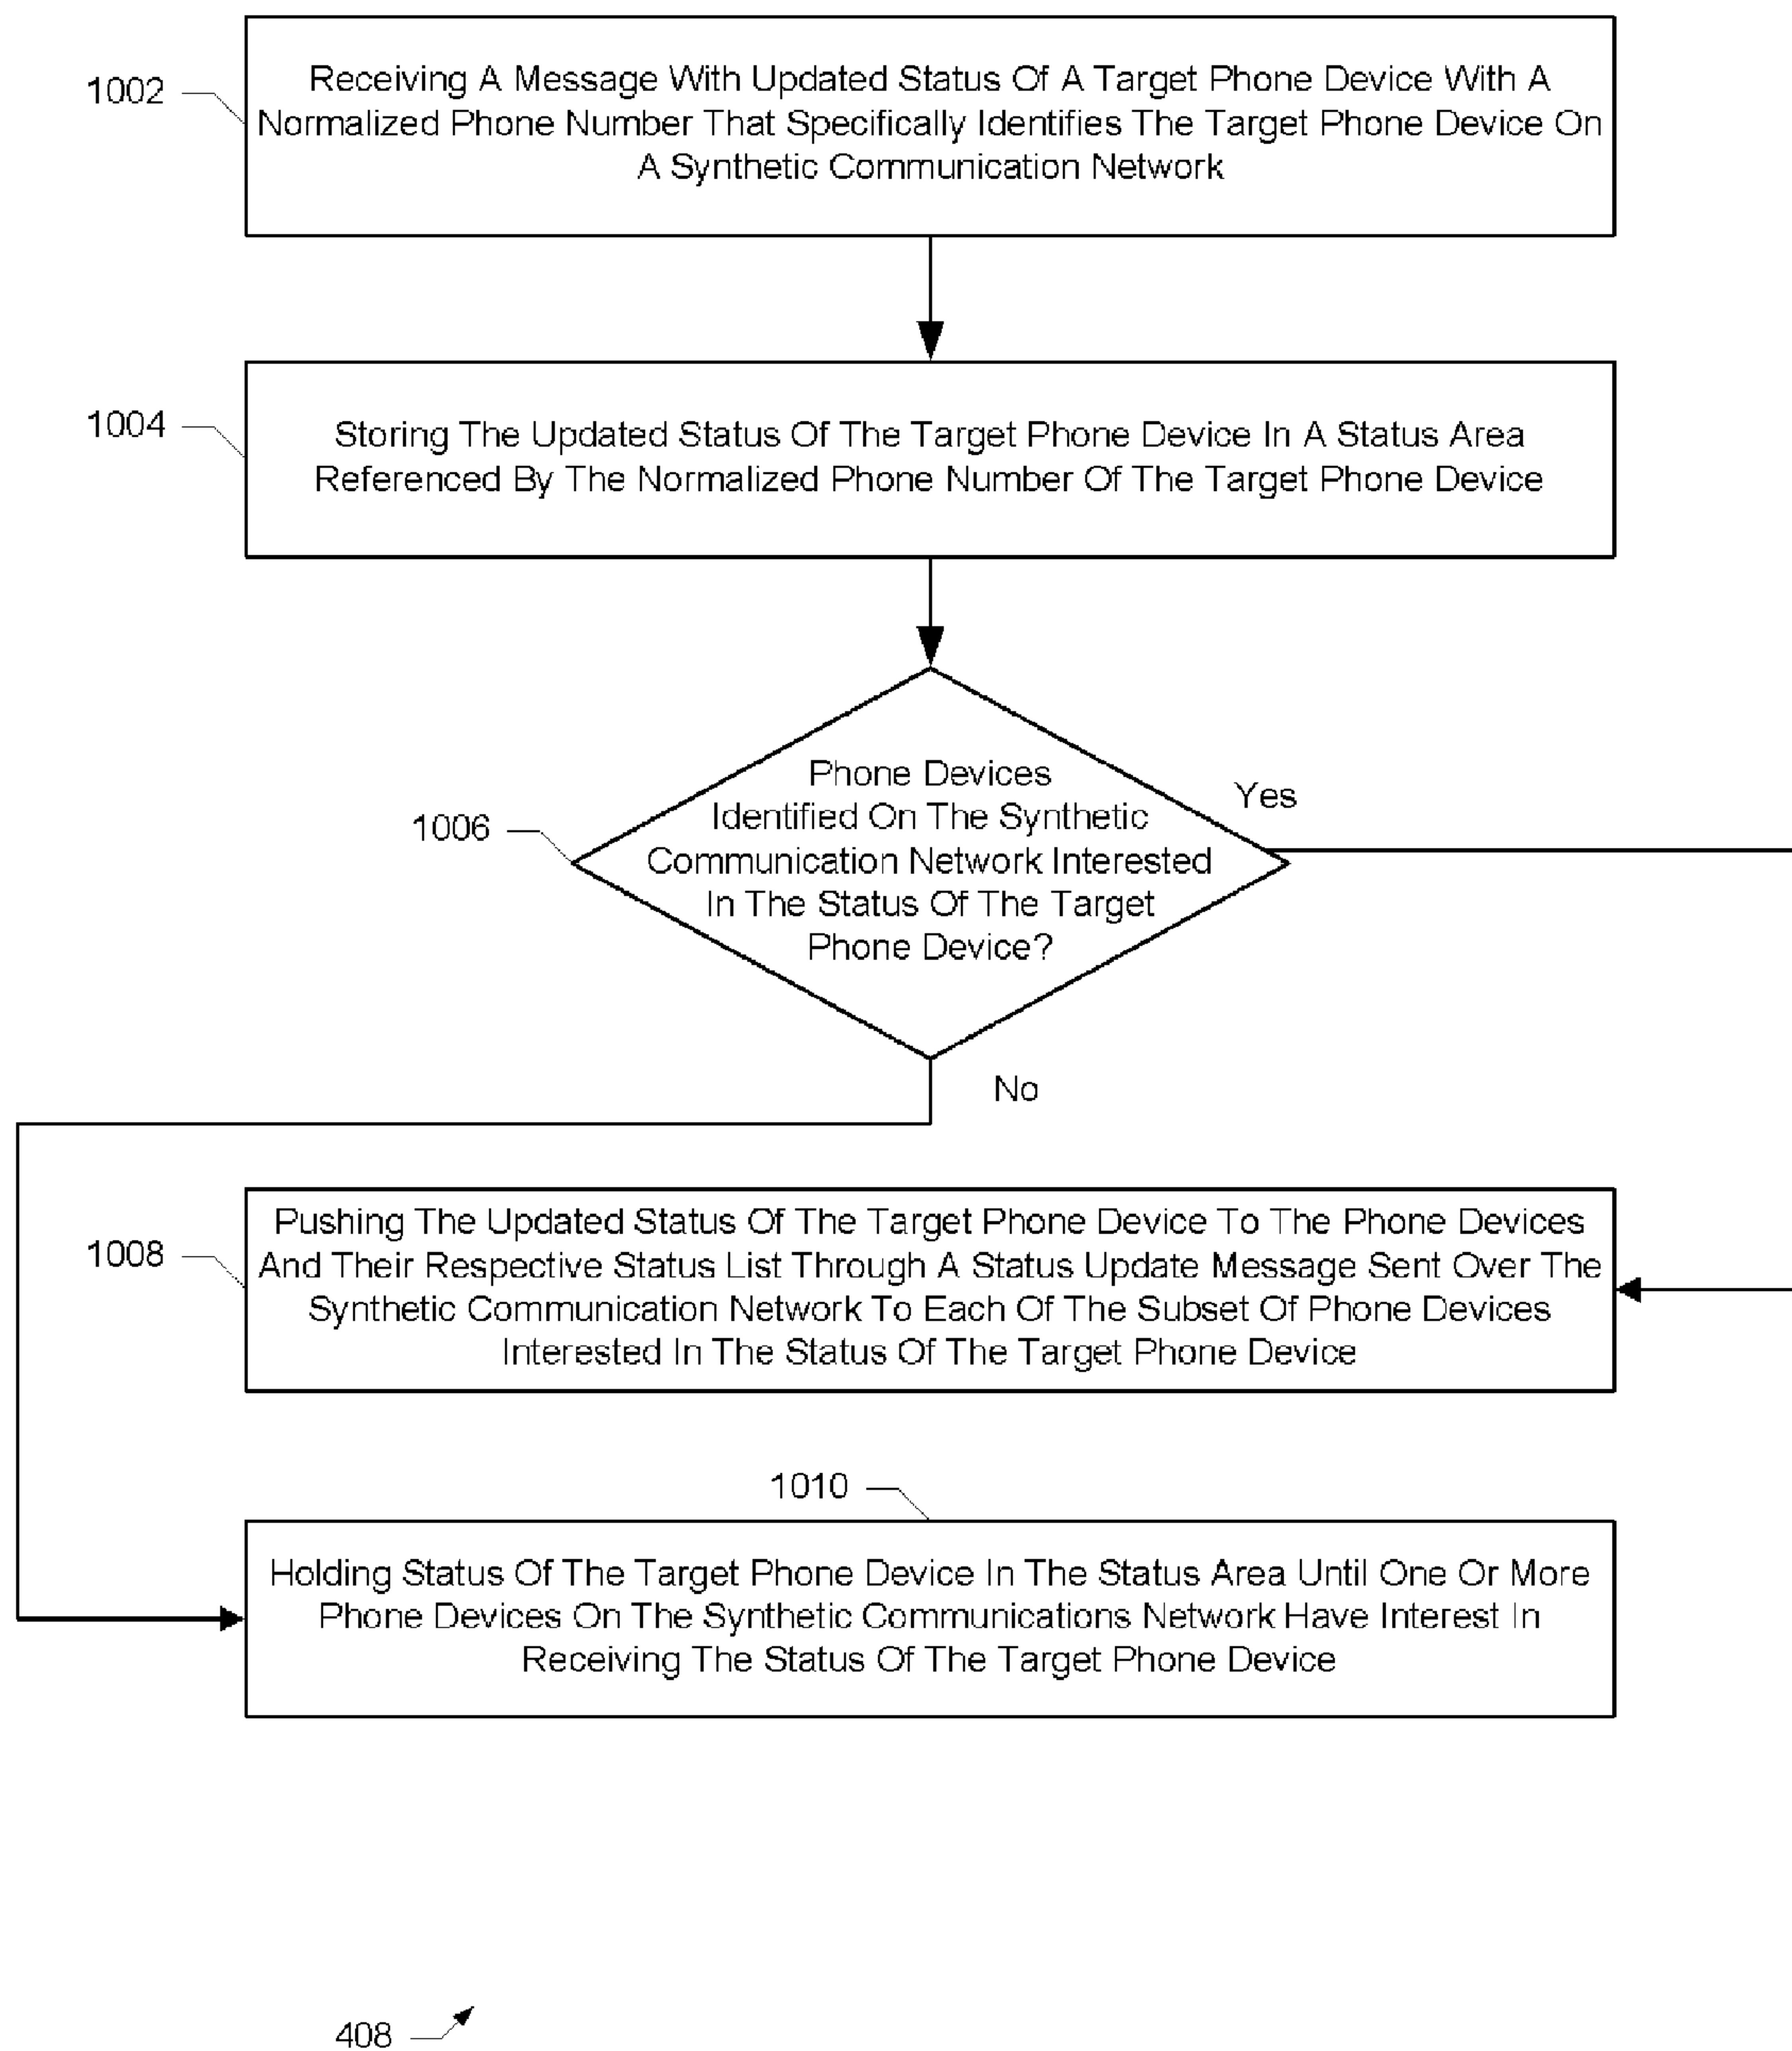 1002
Receiving A Message With Updated Status Of A Target Phone Device With A
Normalized Phone Number That Specifically Identifies The Target Phone Device On
A Synthetic Communication Network
1004
Storing The Updated Status Of The Target Phone Device In A Status Area
Referenced By The Normalized Phone Number Of The Target Phone Device
1006
Phone Devices
Identified On The Synthetic
Communication Network Interested
In The Status Of The Target
Phone Device?
Yes
No
1008
Pushing The Updated Status Of The Target Phone Device To The Phone Devices
And Their Respective Status List Through A Status Update Message Sent Over The
Synthetic Communication Network To Each Of The Subset Of Phone Devices
Interested In The Status Of The Target Phone Device
1010
Holding Status Of The Target Phone Device In The Status Area Until One Or More
Phone Devices On The Synthetic Communications Network Have Interest In
Receiving The Status Of The Target Phone Device
408